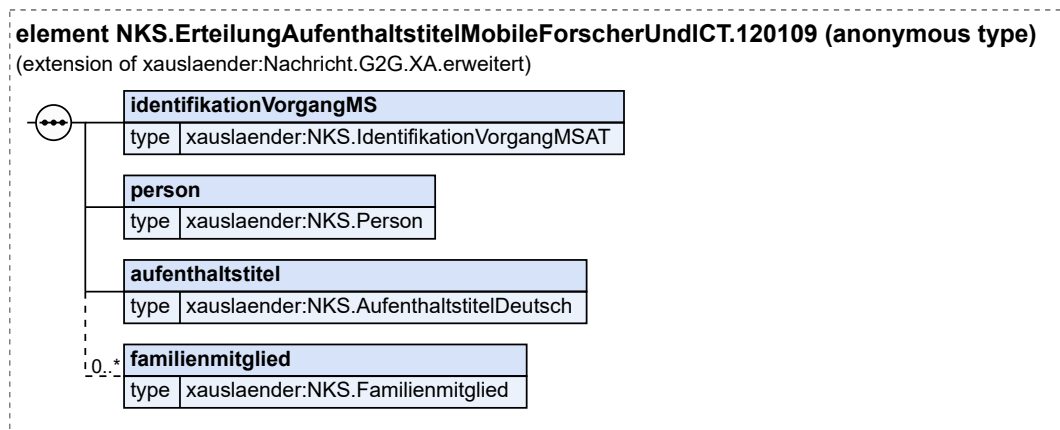 element NKS.ErteilungAufenthaltstitelMobileForscherUndICT.120109 (anonymous type)
(extension of xauslaender:Nachricht.G2G.XA.erweitert)
identifikationVorgangMS
type xauslaender:NKS.IdentifikationVorgangMSAT
person
type xauslaender:NKS.Person
aufenthaltstitel
type xauslaender:NKS.AufenthaltstitelDeutsch
0..* familienmitglied
type xauslaender:NKS.Familienmitglied